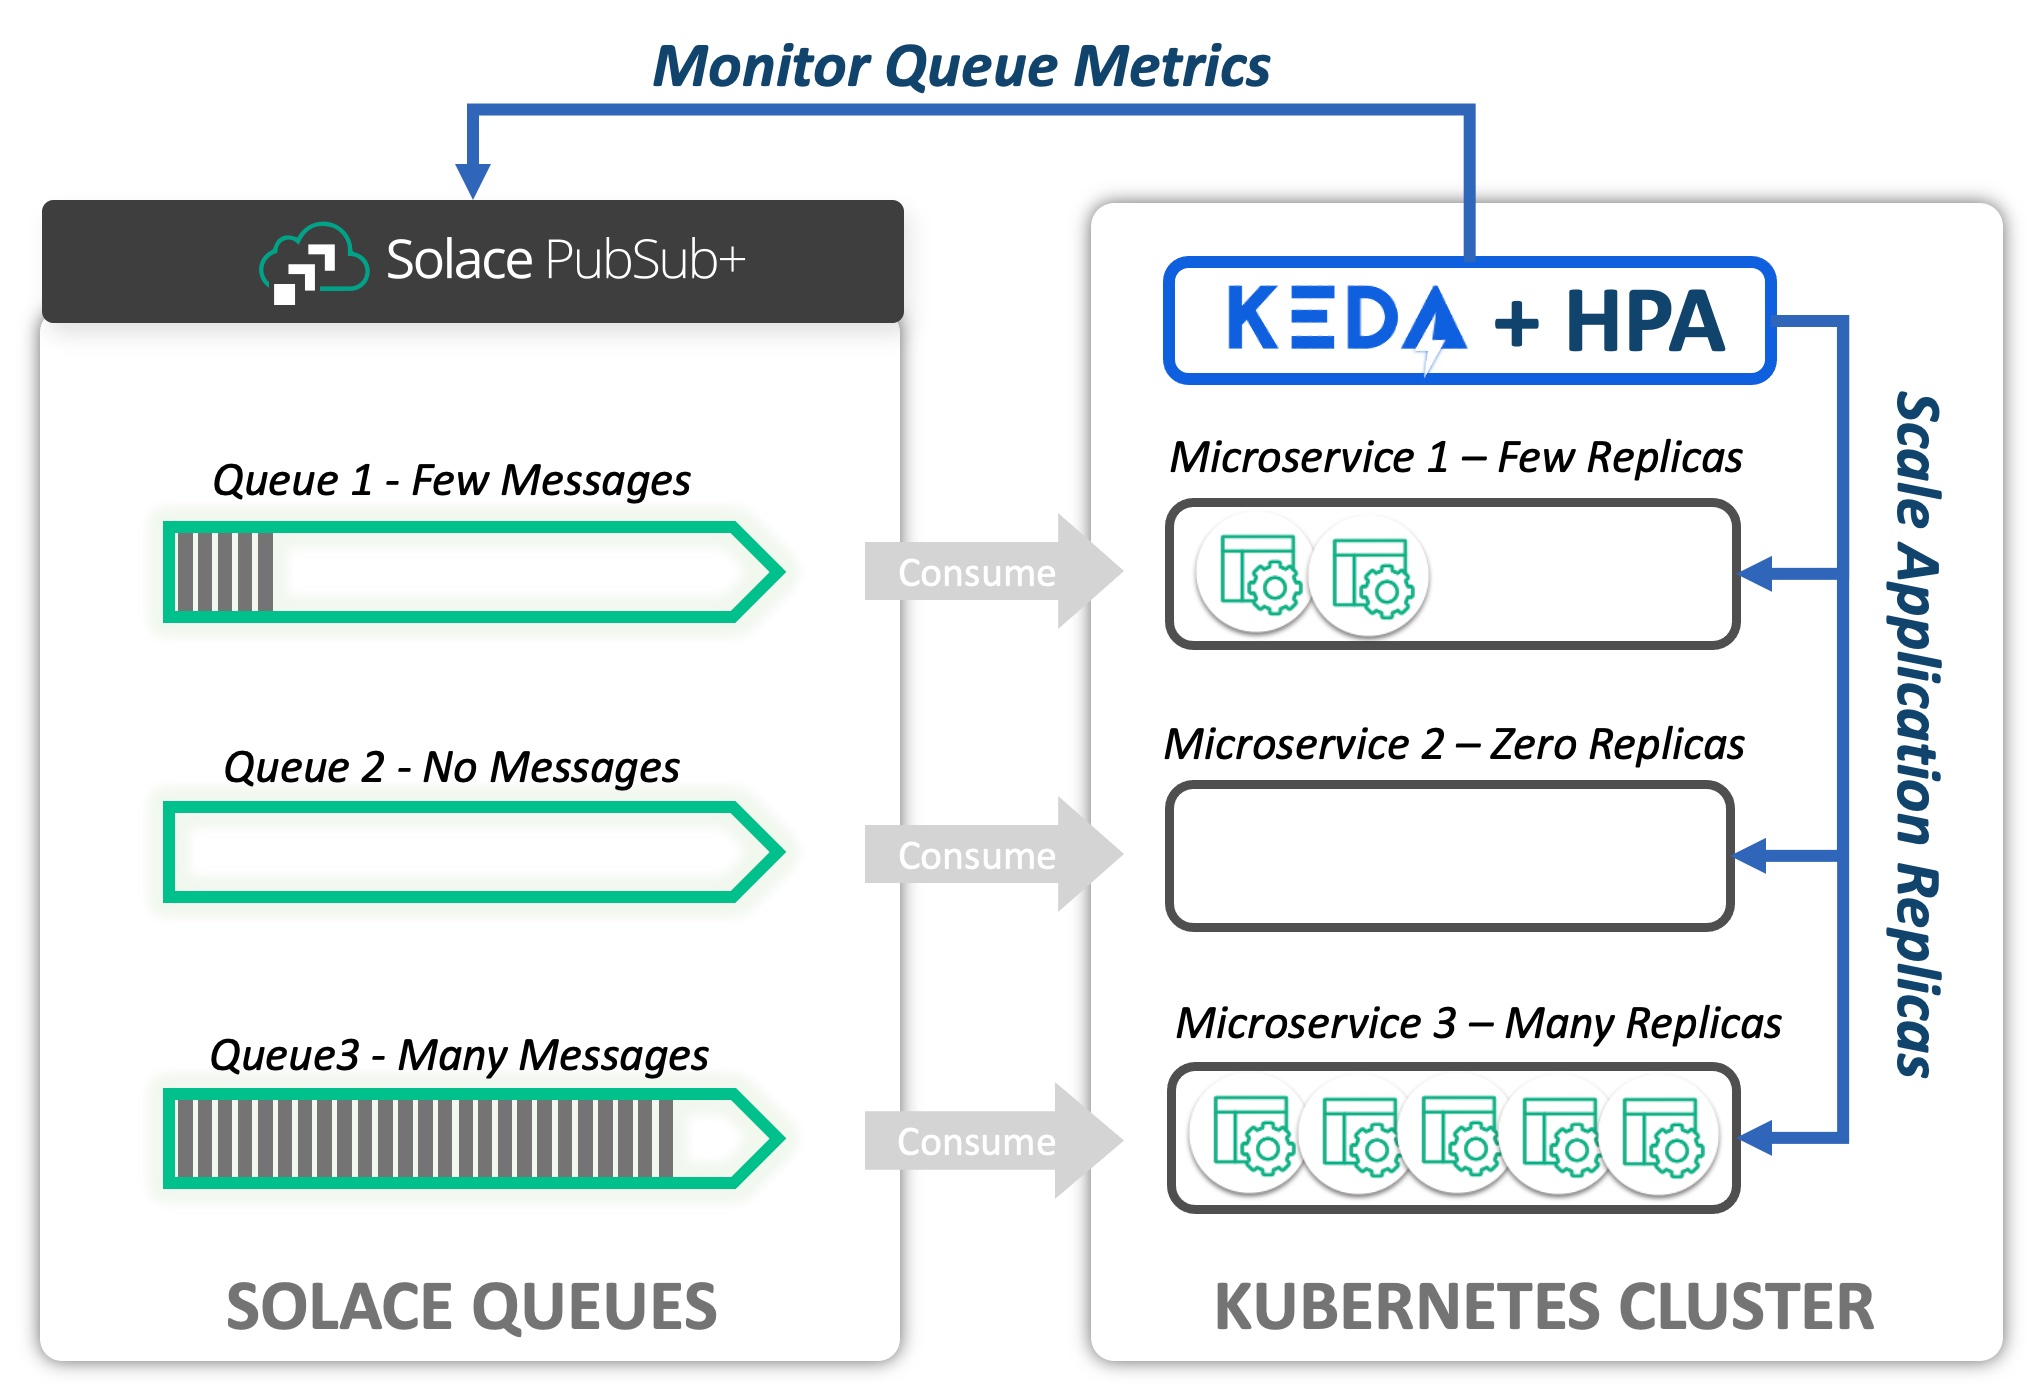 Monitor Queue Metrics
Solace PubSub+
KEDA + HPA
Queue 1 - Few Messages
Consume
Microservice 1 – Few Replicas
Queue 2 - No Messages
Consume
Microservice 2 – Zero Replicas
Queue3 - Many Messages
Consume
Microservice 3 – Many Replicas
Scale Application Replicas
SOLACE QUEUES
KUBERNETES CLUSTER